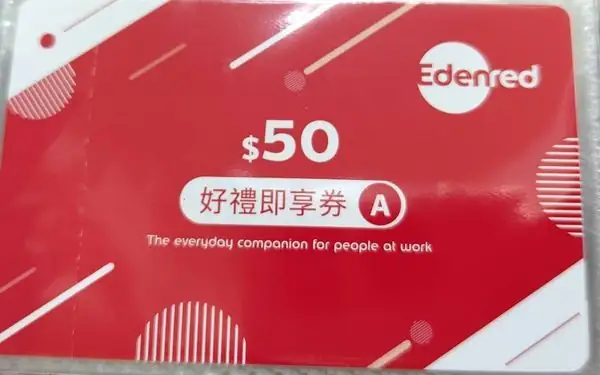 Edenred
$50
好禮即享券 A
The everyday companion for people at work